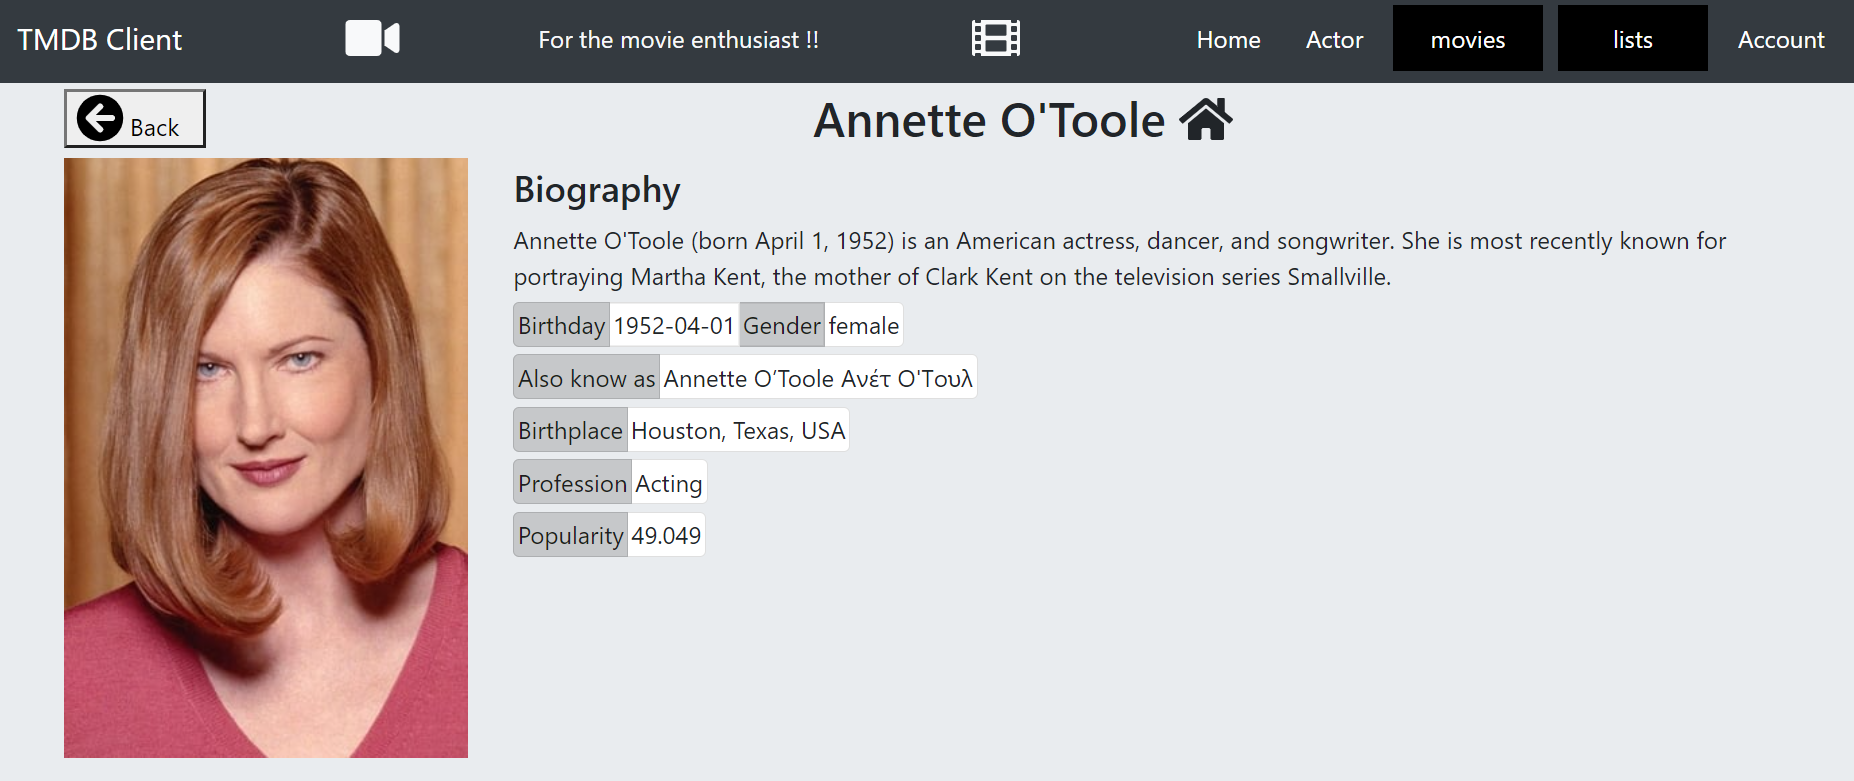 TMDB Client For the movie enthusiast !! Home Actor movies lists Account
Back
Annette O'Toole
Biography
Annette O'Toole (born April 1, 1952) is an American actress, dancer, and songwriter. She is most recently known for
portraying Martha Kent, the mother of Clark Kent on the television series Smallville.
Birthday 1952-04-01 Gender female
Also know as Annette O’Toole Ανέτ Ο'Τουλ
Birthplace Houston, Texas, USA
Profession Acting
Popularity 49.049